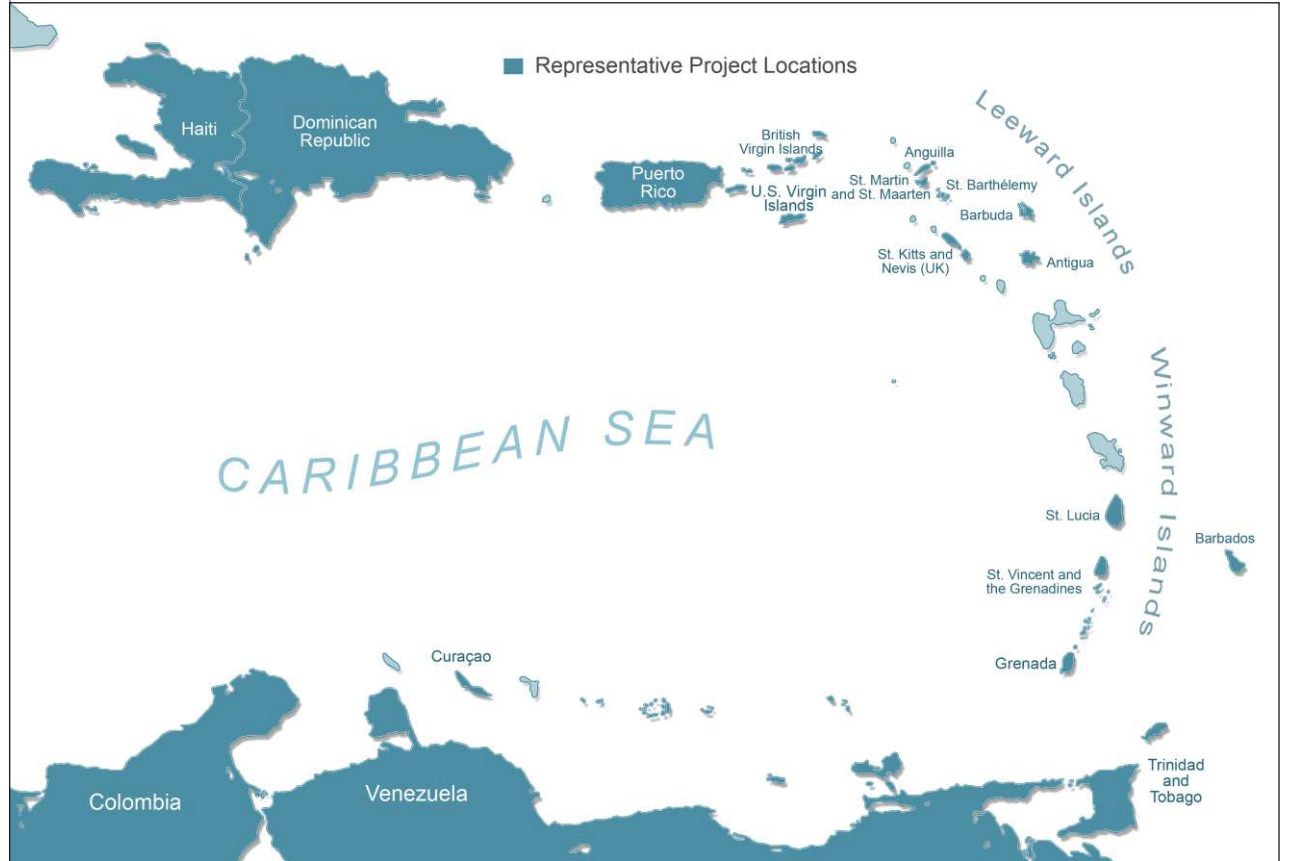 Representative Project Locations
Leeward Islands
Haiti
Dominican
Republic
British
Virgin Islands
Anguilla
Puerto
Rico
U.S. Virgin
Islands
St. Martin
and St. Maarten
St. Barthélemy
Barbuda
St. Kitts and
Nevis (UK)
Antigua
Winward Islands
CARIBBEAN SEA
St. Lucia
Barbados
St. Vincent and
the Grenadines
Curaçao
Grenada
Trinidad
and
Tobago
Colombia
Venezuela